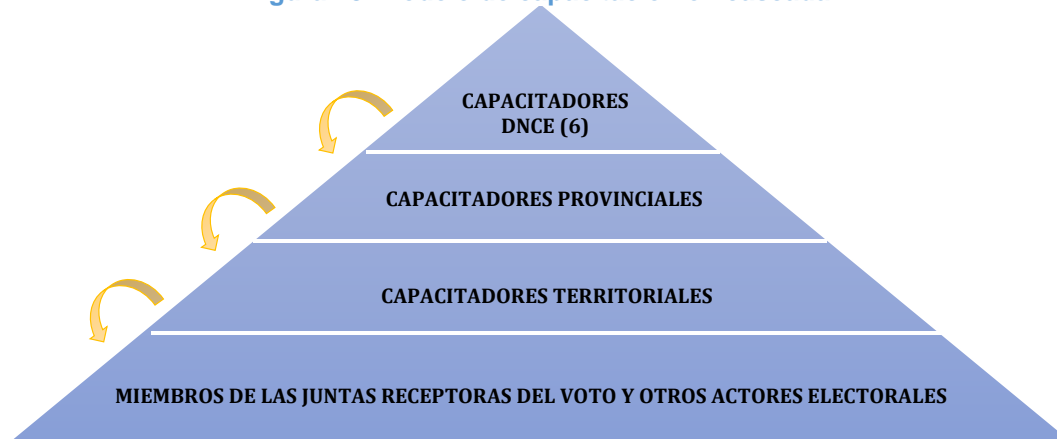 CAPACITADORES
DNCE (6)
CAPACITADORES PROVINCIALES
CAPACITADORES TERRITORIALES
MIEMBROS DE LAS JUNTAS RECEPTORAS DEL VOTO Y OTROS ACTORES ELECTORALES